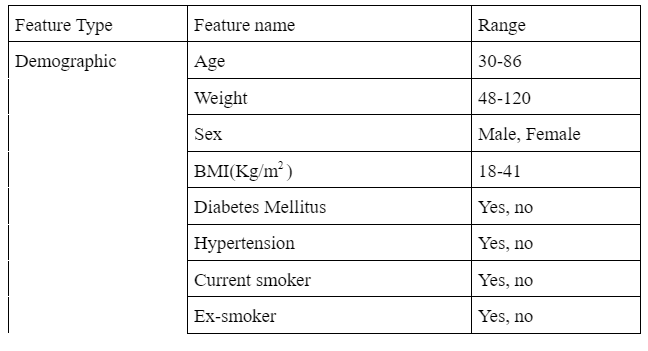 Feature Type Feature name Range
Demographic Age 30-86
Weight 48-120
Sex Male, Female
BMI(Kg/m² ) 18-41
Diabetes Mellitus Yes, no
Hypertension Yes, no
Current smoker Yes, no
Ex-smoker Yes, no